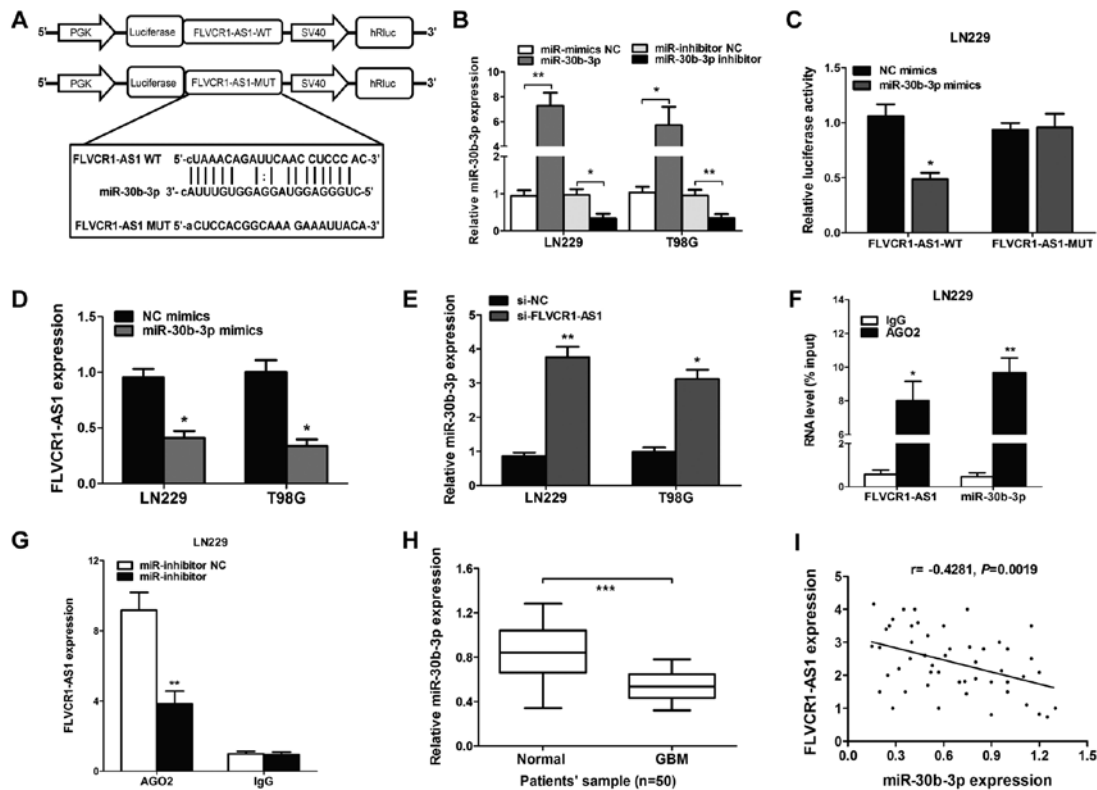 A
5' PGK Luciferase FLVCR1-AS1-WT SV40 hRluc 3'
5' PGK Luciferase FLVCR1-AS1-MUT SV40 hRluc 3'
FLVCR1-AS1 WT 5'-cUAAACAGAUUCAAC CUCCC AC-3'
miR-30b-3p 3'- cAUUUGUGGAGGAUGGAGGGUC-5'
FLVCR1-AS1 MUT 5'-aCUCCACGGCAAA GAAAUUACA-3'
B
miR-mimics NC
miR-30b-3p
miR-inhibitor NC
miR-30b-3p inhibitor
Relative miR-30b-3p expression
8
6
4
1
0
**
*
*
**
LN229
T98G
C
LN229
NC mimics
miR-30b-3p mimics
Relative luciferase activity
1.5
1.0
0.5
0.0
*
FLVCR1-AS1-WT
FLVCR1-AS1-MUT
D
NC mimics
miR-30b-3p mimics
FLVCR1-AS1 expression
1.5
1.0
0.5
0.0
*
*
LN229
T98G
E
si-NC
si-FLVCR1-AS1
Relative miR-30b-3p expression
5
4
3
2
1
0
**
*
LN229
T98G
F
LN229
IgG
AGO2
RNA level (% input)
12
10
8
6
2
0
*
**
FLVCR1-AS1
miR-30b-3p
G
LN229
miR-inhibitor NC
miR-inhibitor
FLVCR1-AS1 expression
12
8
4
0
**
AGO2
IgG
H
Relative miR-30b-3p expression
1.6
1.2
0.8
0.4
0.0
***
Normal
GBM
Patients' sample (n=50)
I
r= -0.4281, P=0.0019
FLVCR1-AS1 expression
5
4
3
2
1
0
0.0
0.3
0.6
0.9
1.2
1.5
miR-30b-3p expression